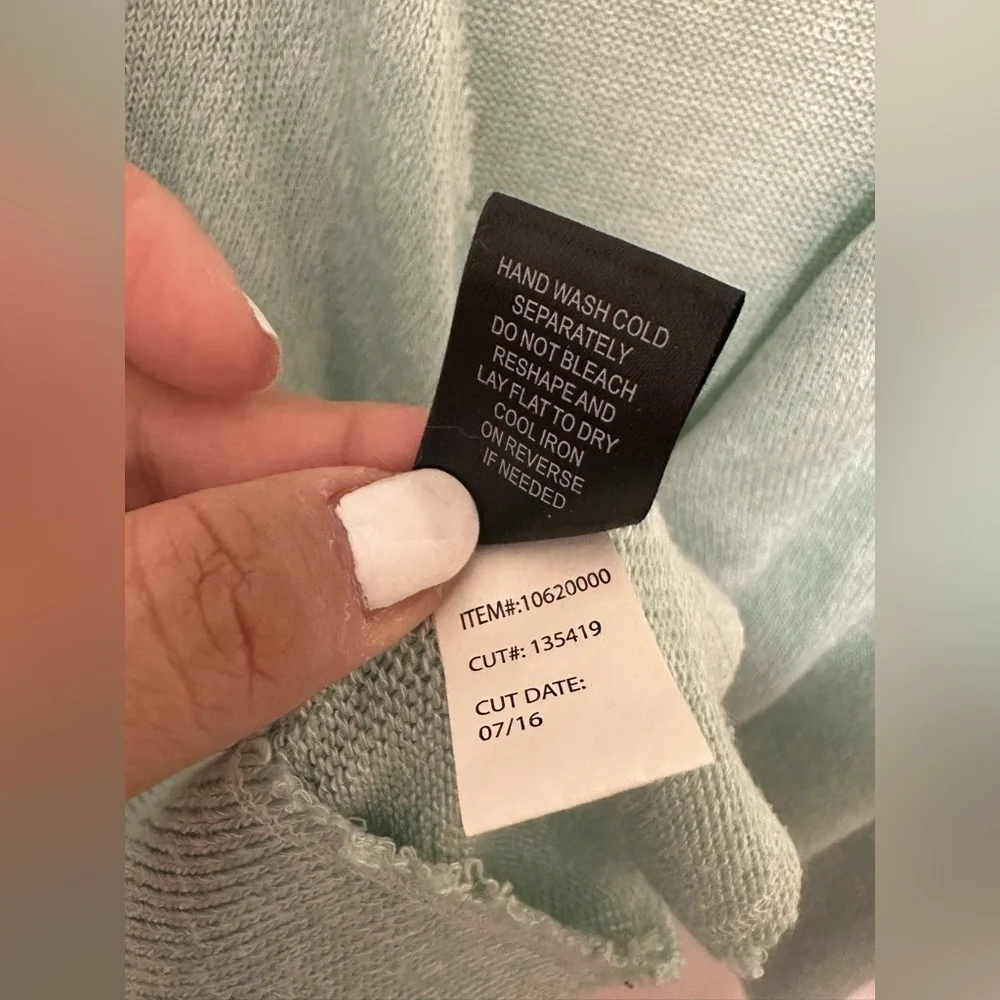 HAND WASH COLD
SEPARATELY
DO NOT BLEACH
RESHAPE AND
LAY FLAT TO DRY
COOL IRON
ON REVERSE
IF NEEDED
ITEM#:10620000
CUT#: 135419
CUT DATE:
07/16